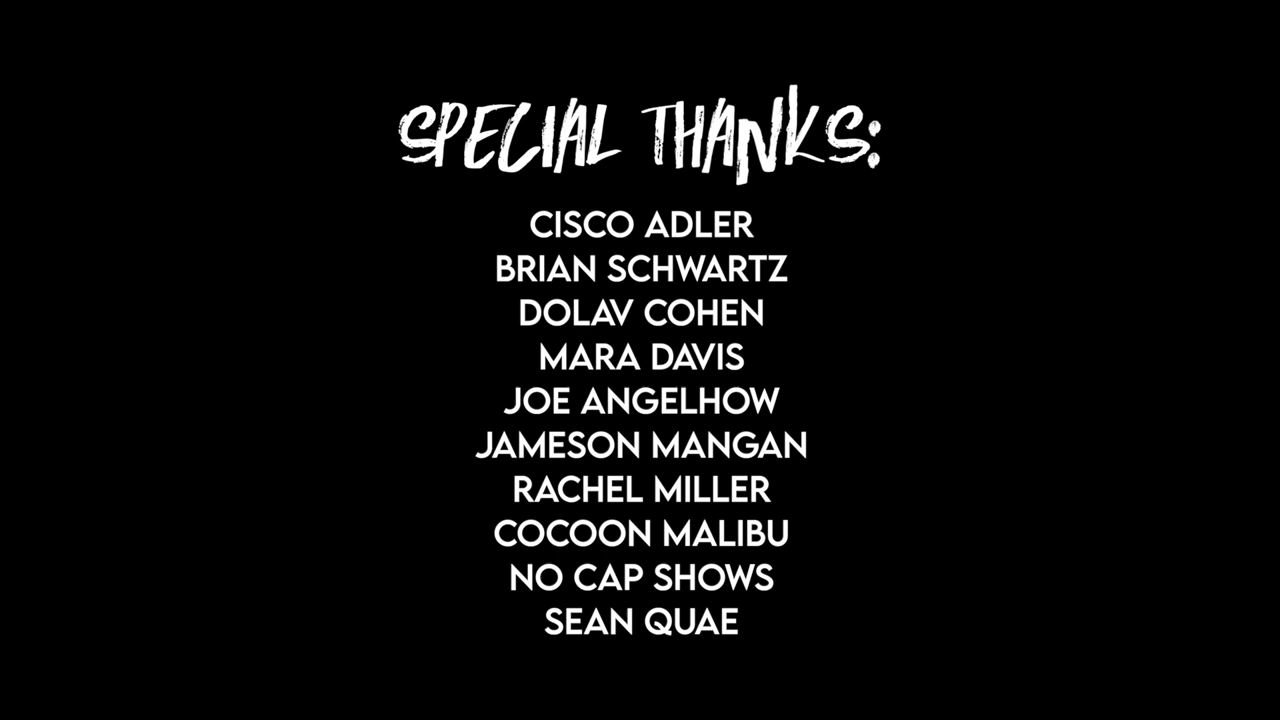 SPECIAL THANKS:
CISCO ADLER
BRIAN SCHWARTZ
DOLAV COHEN
MARA DAVIS
JOE ANGELHOW
JAMESON MANGAN
RACHEL MILLER
COCOON MALIBU
NO CAP SHOWS
SEAN QUAE